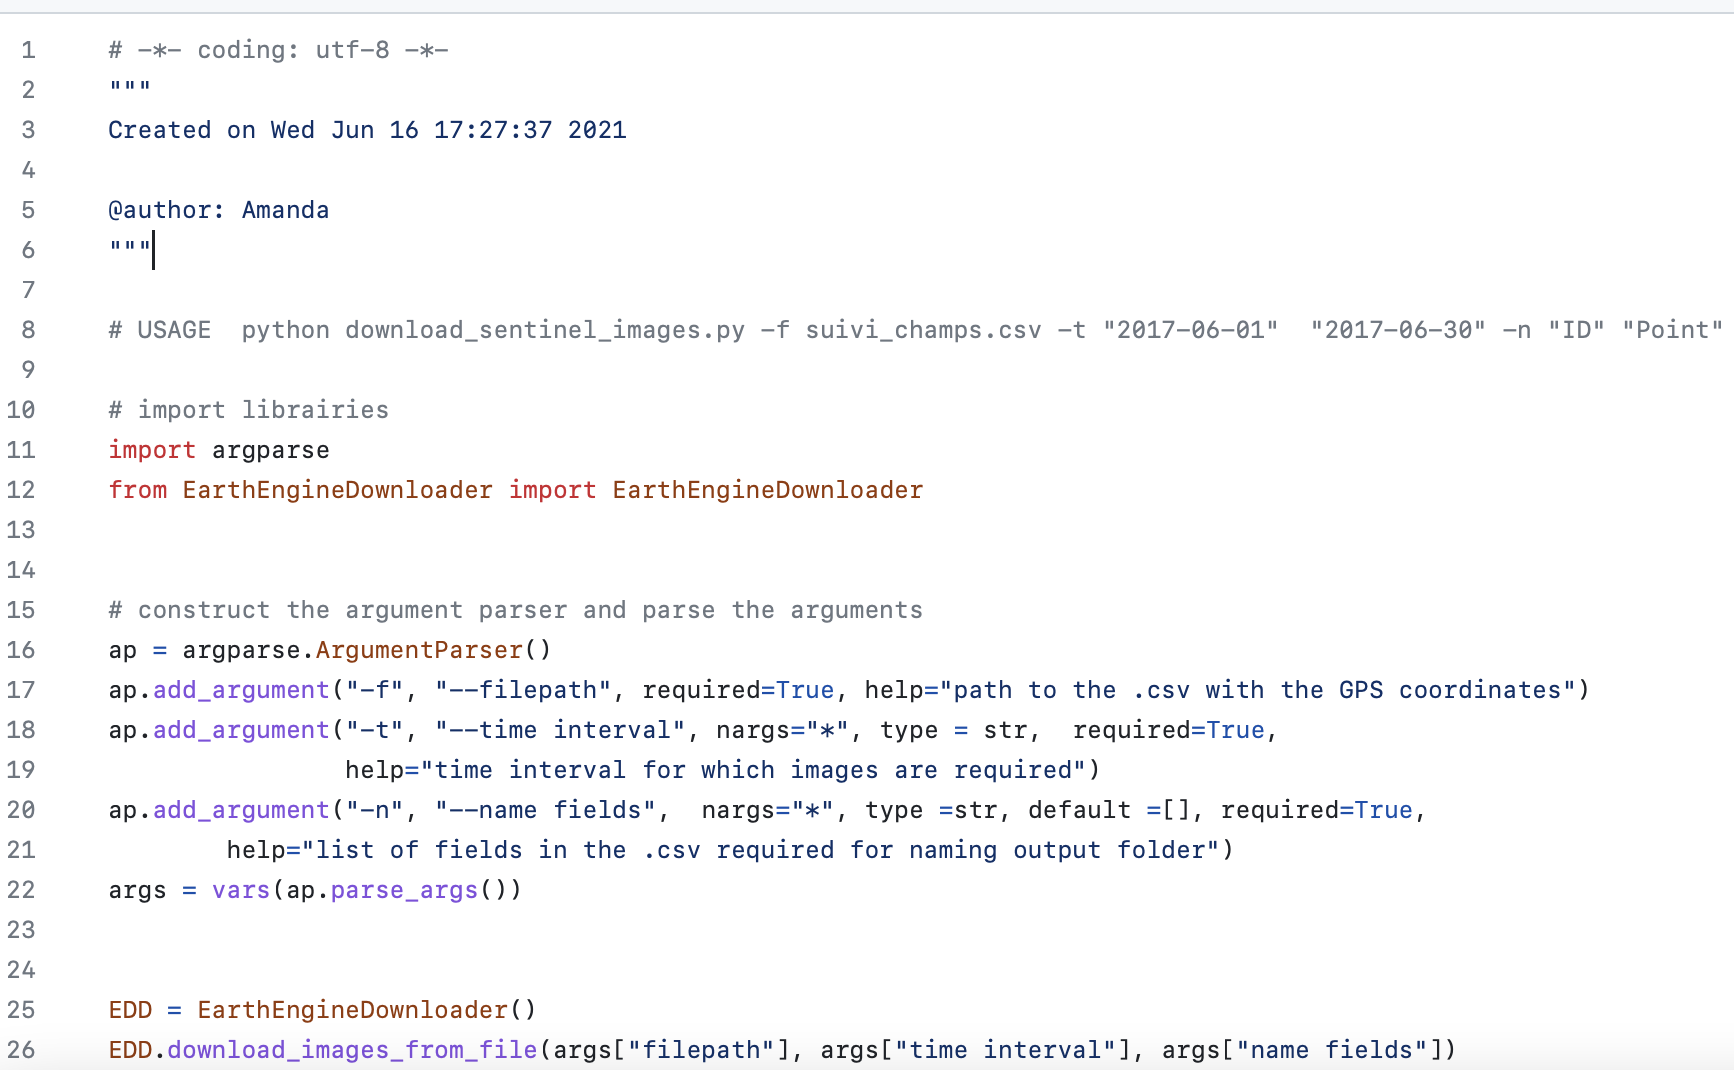 1 # -*- coding: utf-8 -*-
2 """
3 Created on Wed Jun 16 17:27:37 2021
4
5 @author: Amanda
6 """
7
8 # USAGE  python download_sentinel_images.py -f suivi_champs.csv -t "2017-06-01"  "2017-06-30" -n "ID" "Point"
9
10 # import librairies
11 import argparse
12 from EarthEngineDownloader import EarthEngineDownloader
13
14
15 # construct the argument parser and parse the arguments
16 ap = argparse.ArgumentParser()
17 ap.add_argument("-f", "--filepath", required=True, help="path to the .csv with the GPS coordinates")
18 ap.add_argument("-t", "--time interval", nargs="*", type = str,  required=True,
19                 help="time interval for which images are required")
20 ap.add_argument("-n", "--name fields",  nargs="*", type =str, default =[], required=True,
21         help="list of fields in the .csv required for naming output folder")
22 args = vars(ap.parse_args())
23
24
25 EDD = EarthEngineDownloader()
26 EDD.download_images_from_file(args["filepath"], args["time interval"], args["name fields"])